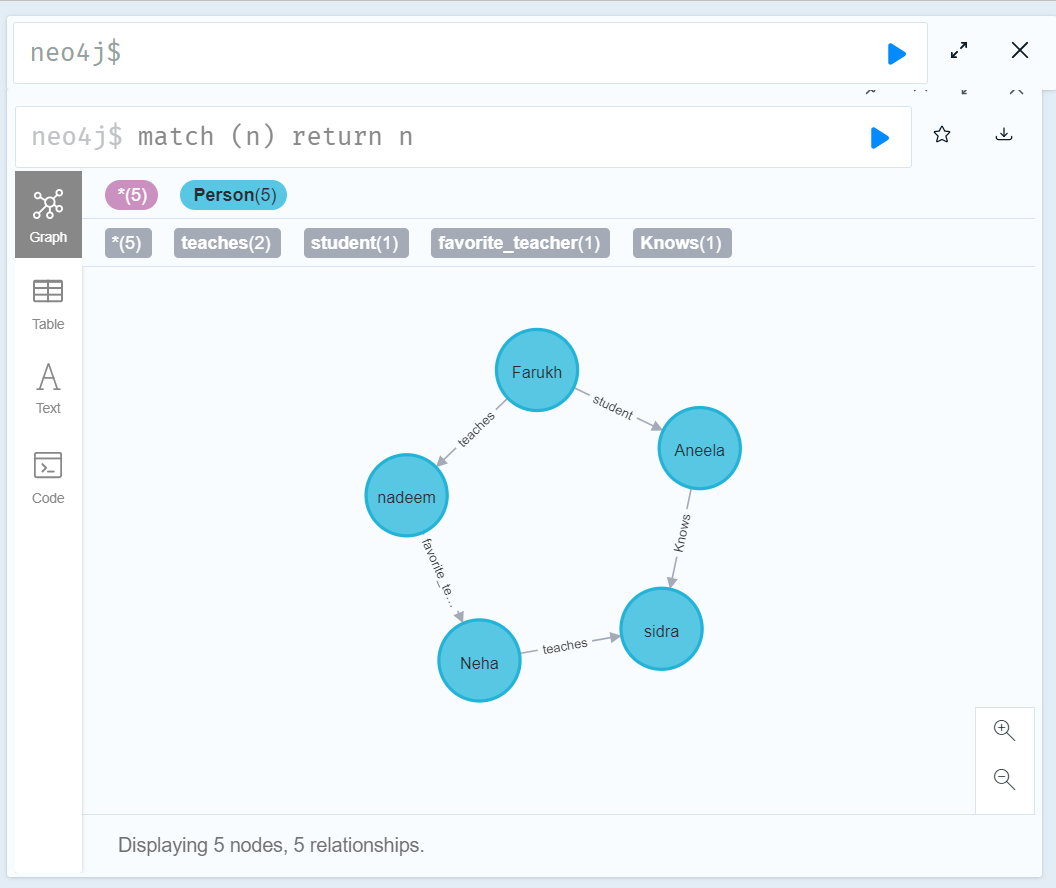 neo4j$
neo4j$ match (n) return n
*(5) Person(5)
Graph
*(5) teaches(2) student(1) favorite_teacher(1) Knows(1)
Table
Text
Code
Farukh
student
teaches
Aneela
nadeem
Knows
favorite_te...
sidra
teaches
Neha
Displaying 5 nodes, 5 relationships.